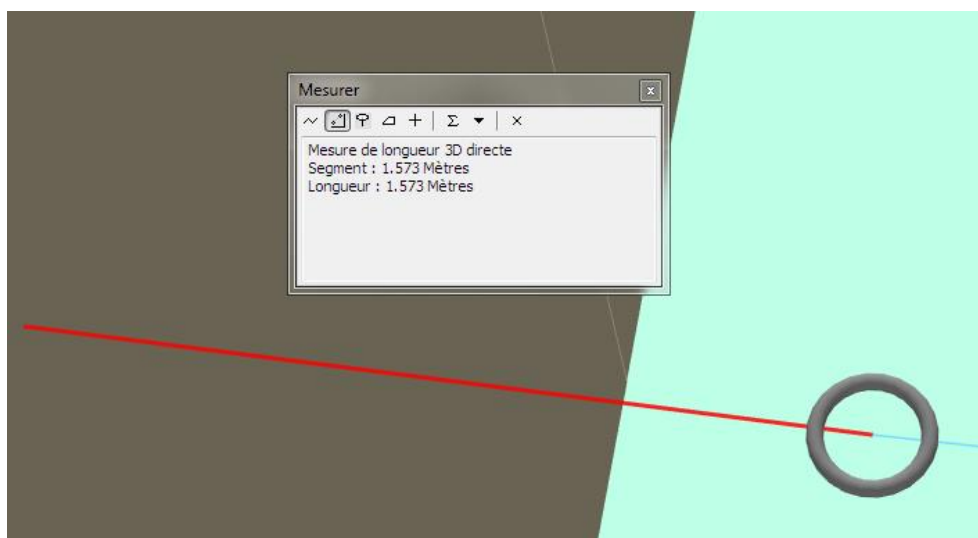 Mesurer
Mesure de longueur 3D directe
Segment : 1.573 Mètres
Longueur : 1.573 Mètres